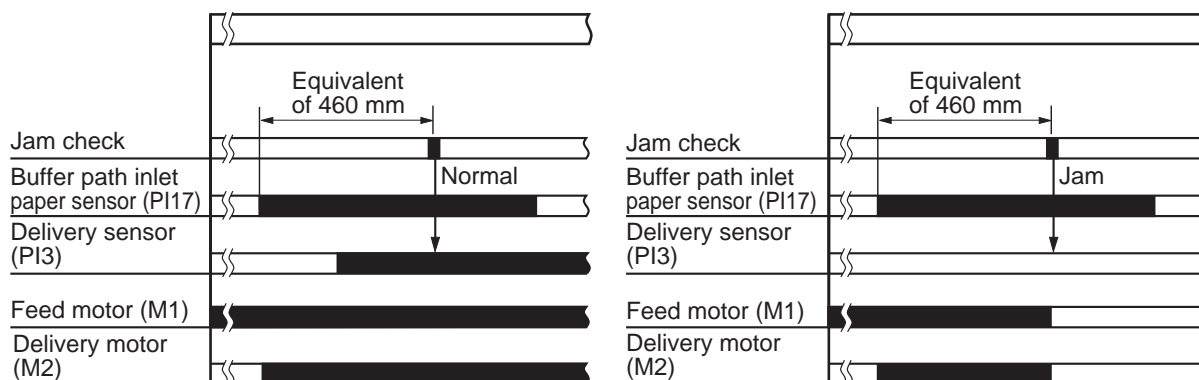 Equivalent
of 460 mm
Jam check
Normal
Buffer path inlet
paper sensor (PI17)
Delivery sensor
(PI3)
Feed motor (M1)
Delivery motor
(M2)
Equivalent
of 460 mm
Jam check
Jam
Buffer path inlet
paper sensor (PI17)
Delivery sensor
(PI3)
Feed motor (M1)
Delivery motor
(M2)